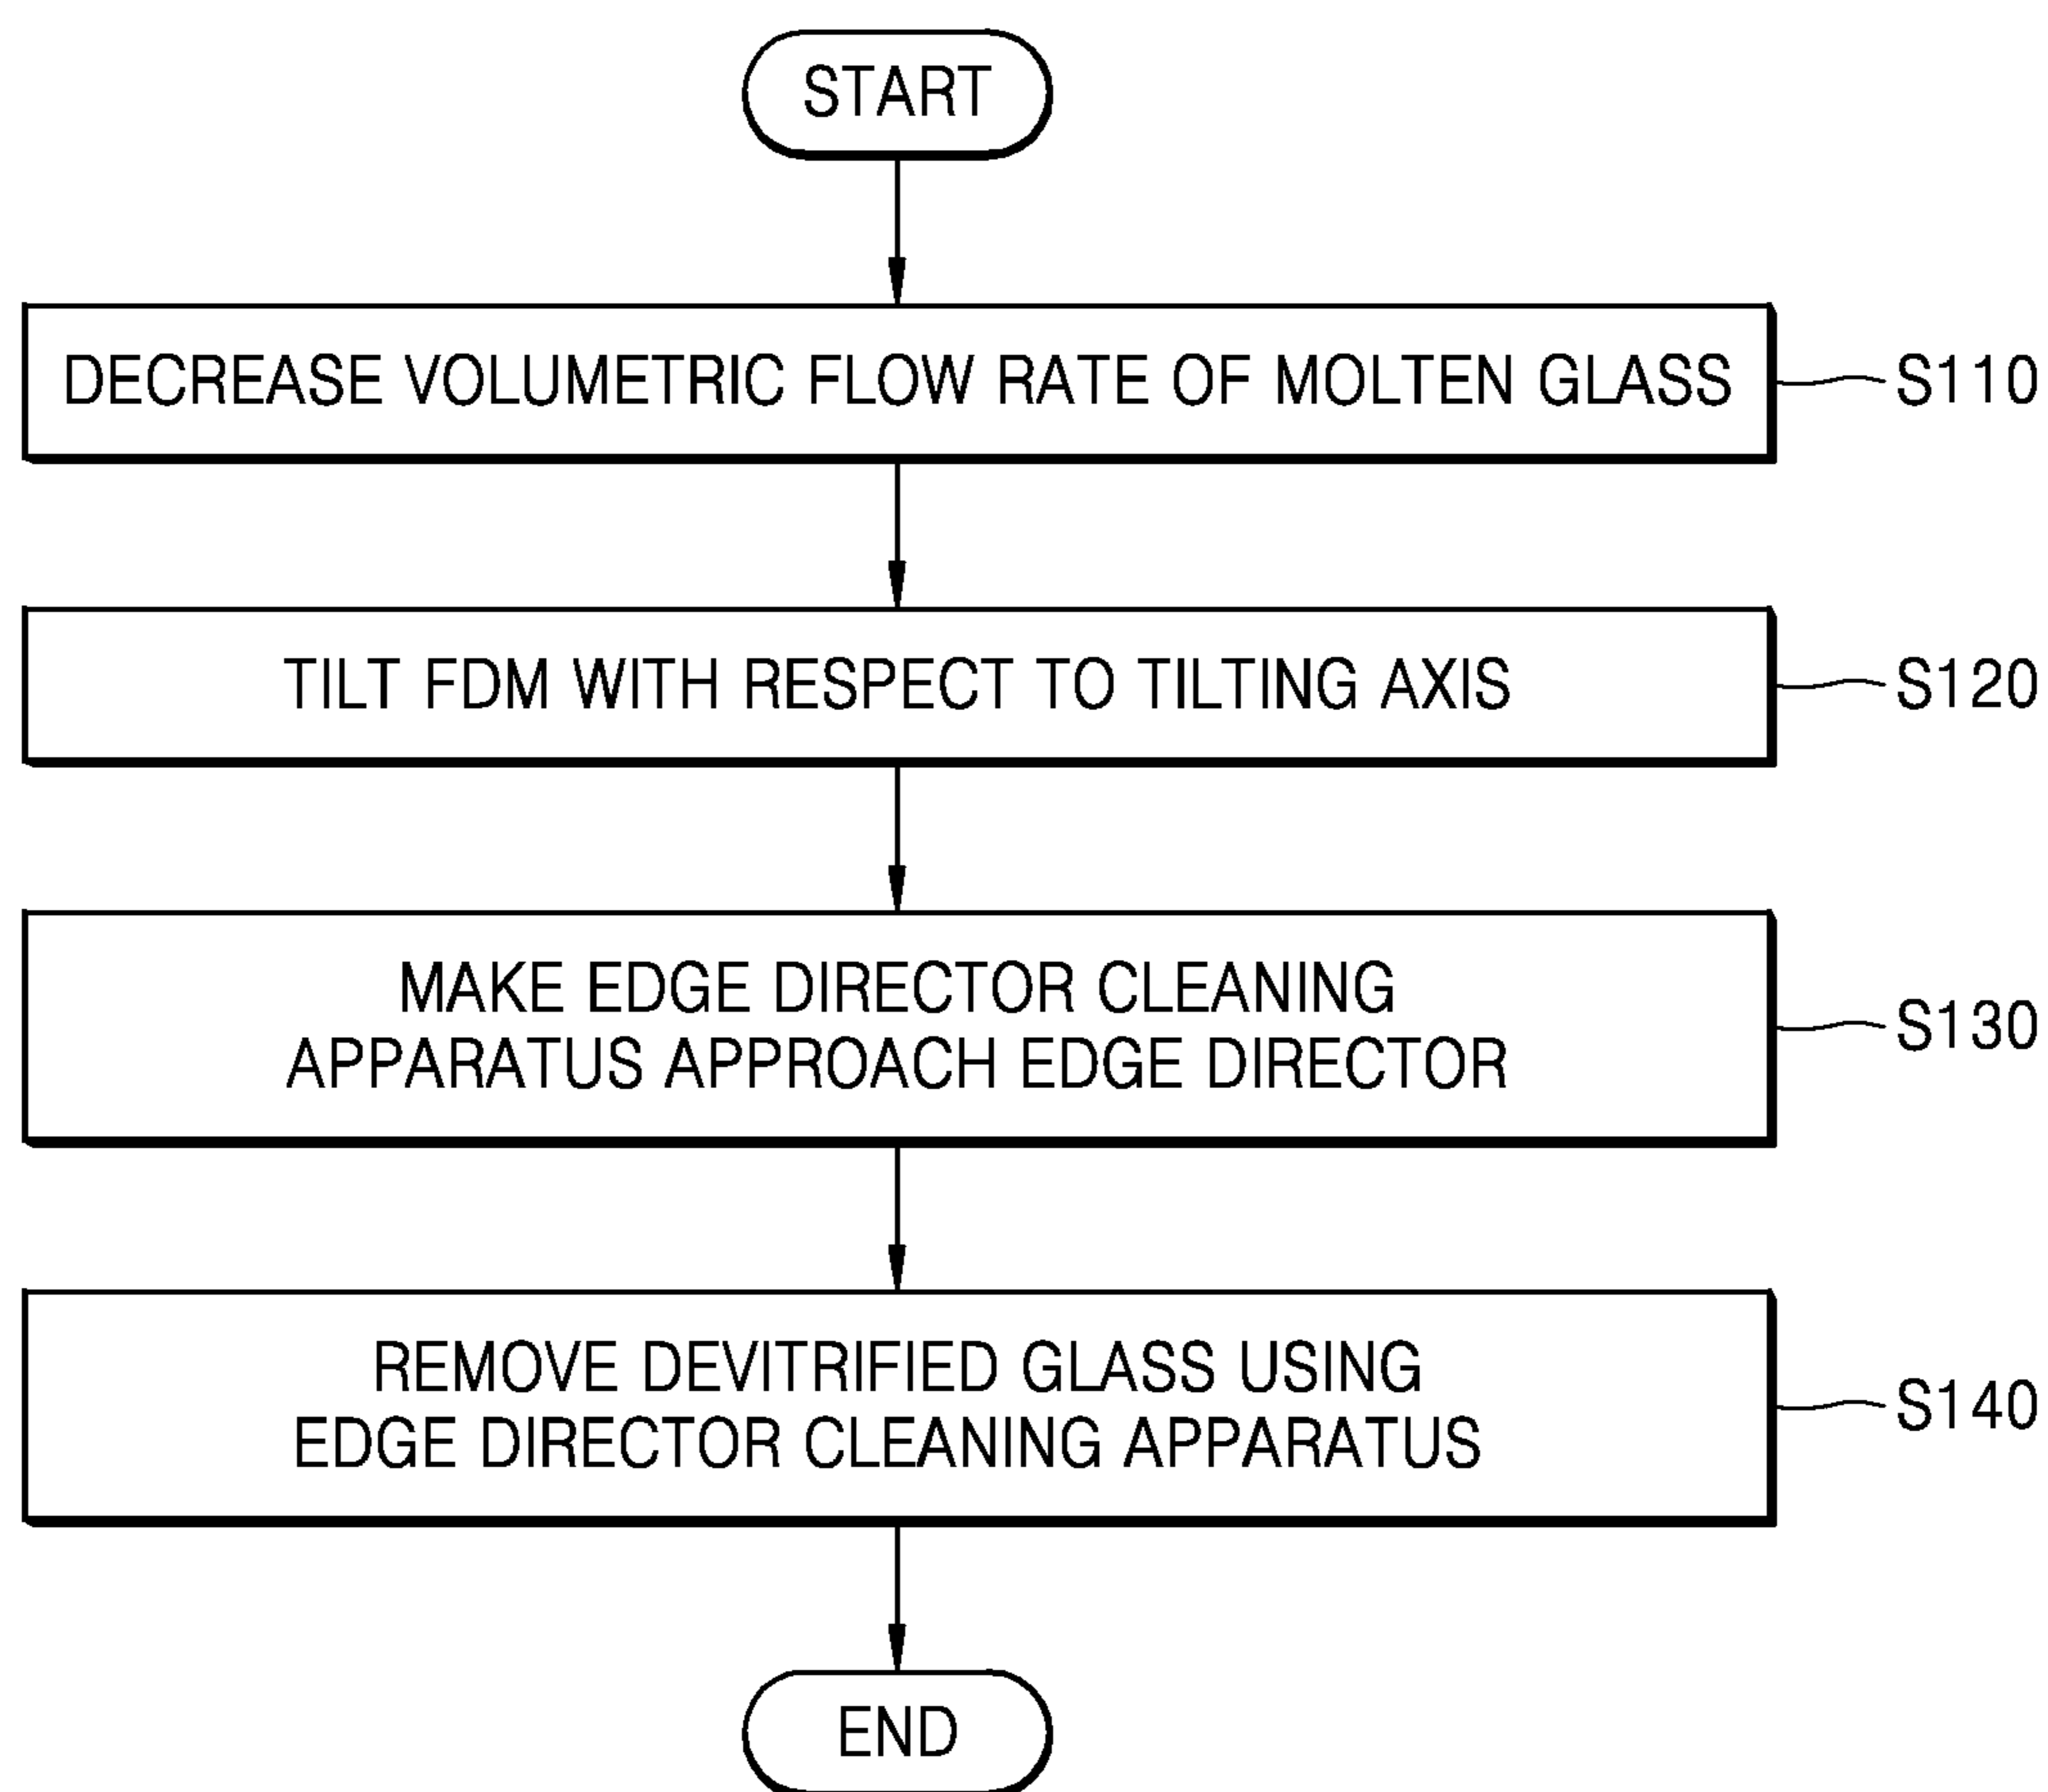 START
DECREASE VOLUMETRIC FLOW RATE OF MOLTEN GLASS
S110
TILT FDM WITH RESPECT TO TILTING AXIS
S120
MAKE EDGE DIRECTOR CLEANING
APPARATUS APPROACH EDGE DIRECTOR
S130
REMOVE DEVITRIFIED GLASS USING
EDGE DIRECTOR CLEANING APPARATUS
S140
END